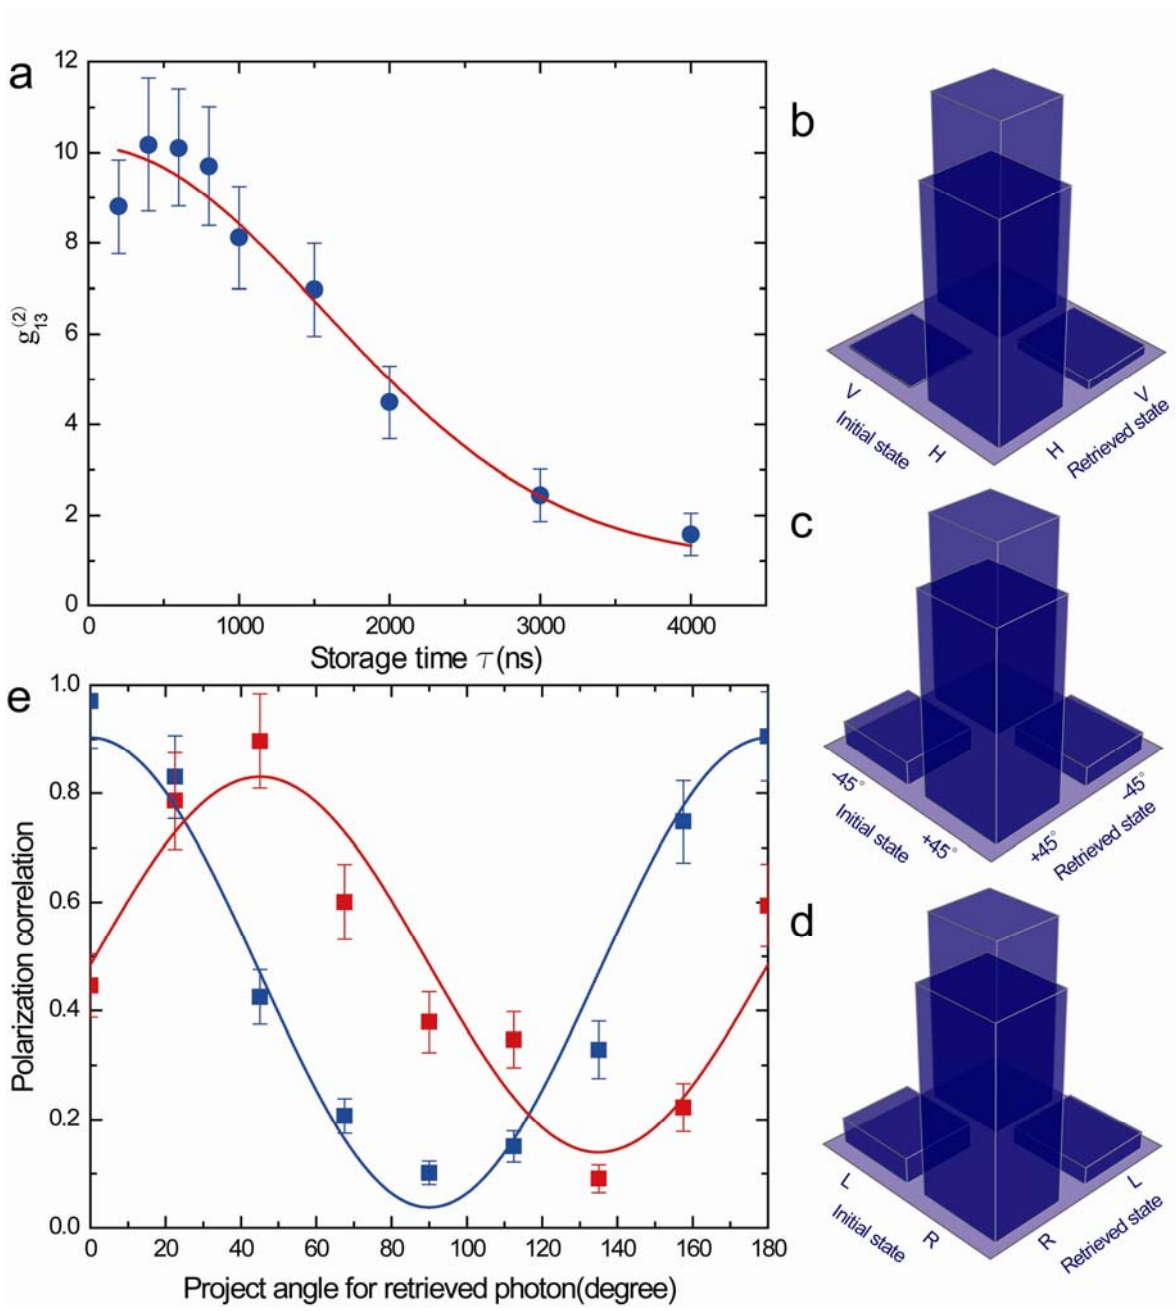 a
12
10
8
6
4
2
0
g₁₃⁽²⁾
0 1000 2000 3000 4000
Storage time τ(ns)
b
V
Initial state
H
H
Retrieved state
V
c
-45°
Initial state
+45°
+45°
Retrieved state
-45°
d
L
Initial state
R
R
Retrieved state
L
e
1.0
0.8
0.6
0.4
0.2
0.0
Polarization correlation
0 20 40 60 80 100 120 140 160 180
Project angle for retrieved photon(degree)